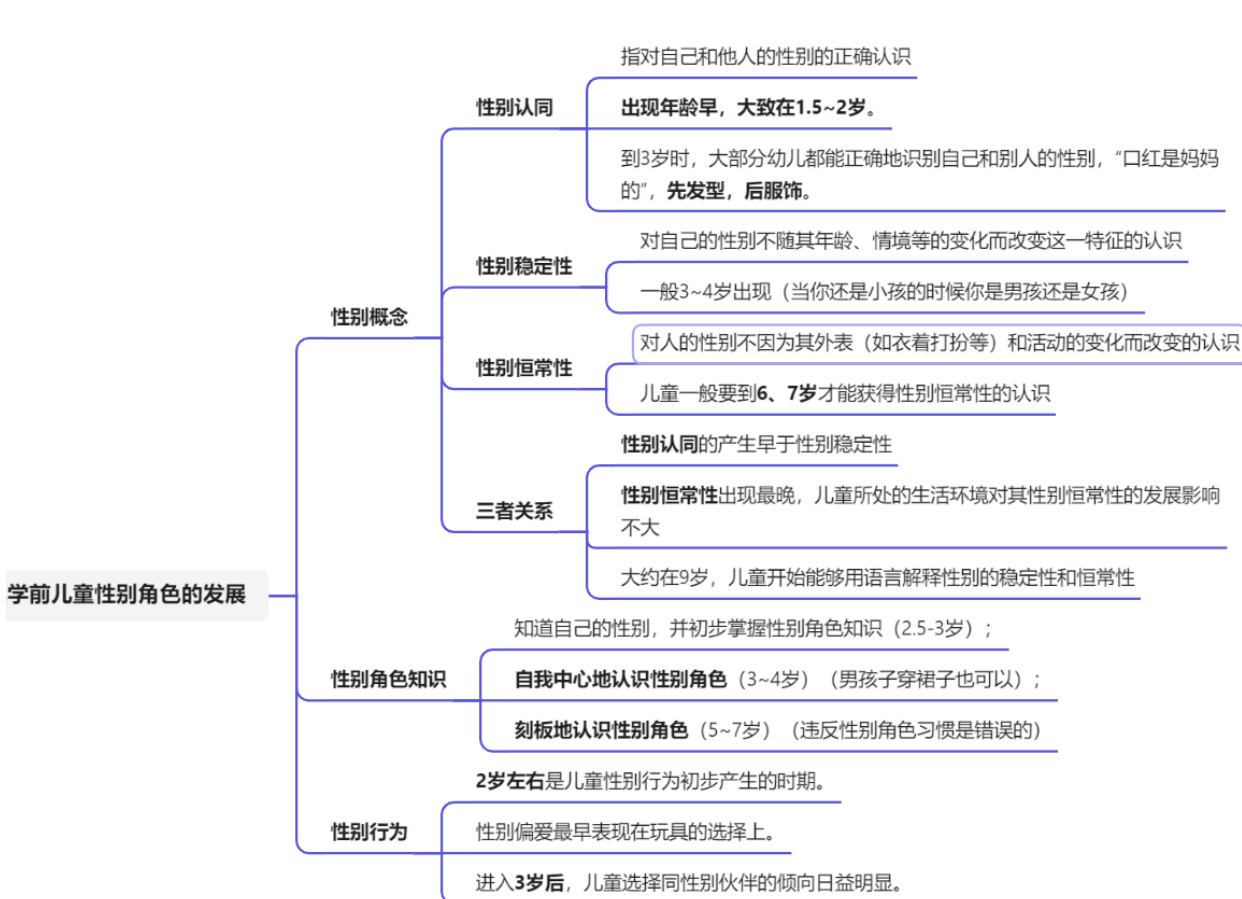 指对自己和他人的性别的正确认识
性别认同
出现年龄早，大致在1.5~2岁。
到3岁时，大部分幼儿都能正确地识别自己和别人的性别，“口红是妈妈
的”，先发型，后服饰。
对自己的性别不随其年龄、情境等的变化而改变这一特征的认识
性别稳定性
一般3~4岁出现（当你还是小孩的时候你是男孩还是女孩）
性别概念
对人的性别不因为其外表（如衣着打扮等）和活动的变化而改变的认识
性别恒常性
儿童一般要到6、7岁才能获得性别恒常性的认识
性别认同的产生早于性别稳定性
性别恒常性出现最晚，儿童所处的生活环境对其性别恒常性的发展影响
不大
三者关系
大约在9岁，儿童开始能够用语言解释性别的稳定性和恒常性
学前儿童性别角色的发展
知道自己的性别，并初步掌握性别角色知识（2.5-3岁）；
性别角色知识
自我中心地认识性别角色（3~4岁）（男孩子穿裙子也可以）；
刻板地认识性别角色（5~7岁）（违反性别角色习惯是错误的）
2岁左右是儿童性别行为初步产生的时期。
性别行为
性别偏爱最早表现在玩具的选择上。
进入3岁后，儿童选择同性别伙伴的倾向日益明显。